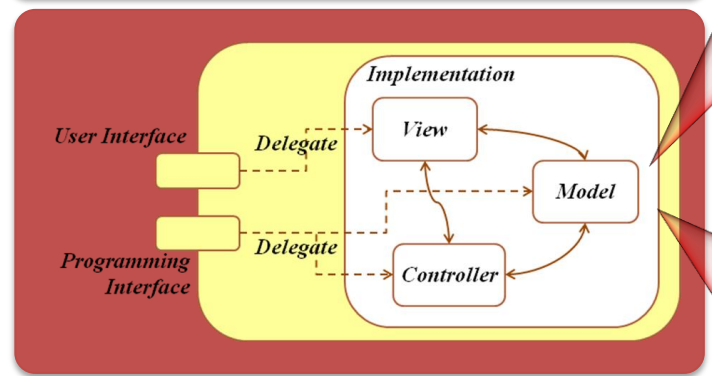 Implementation
View
User Interface
Delegate
Model
Delegate
Programming
Interface
Controller